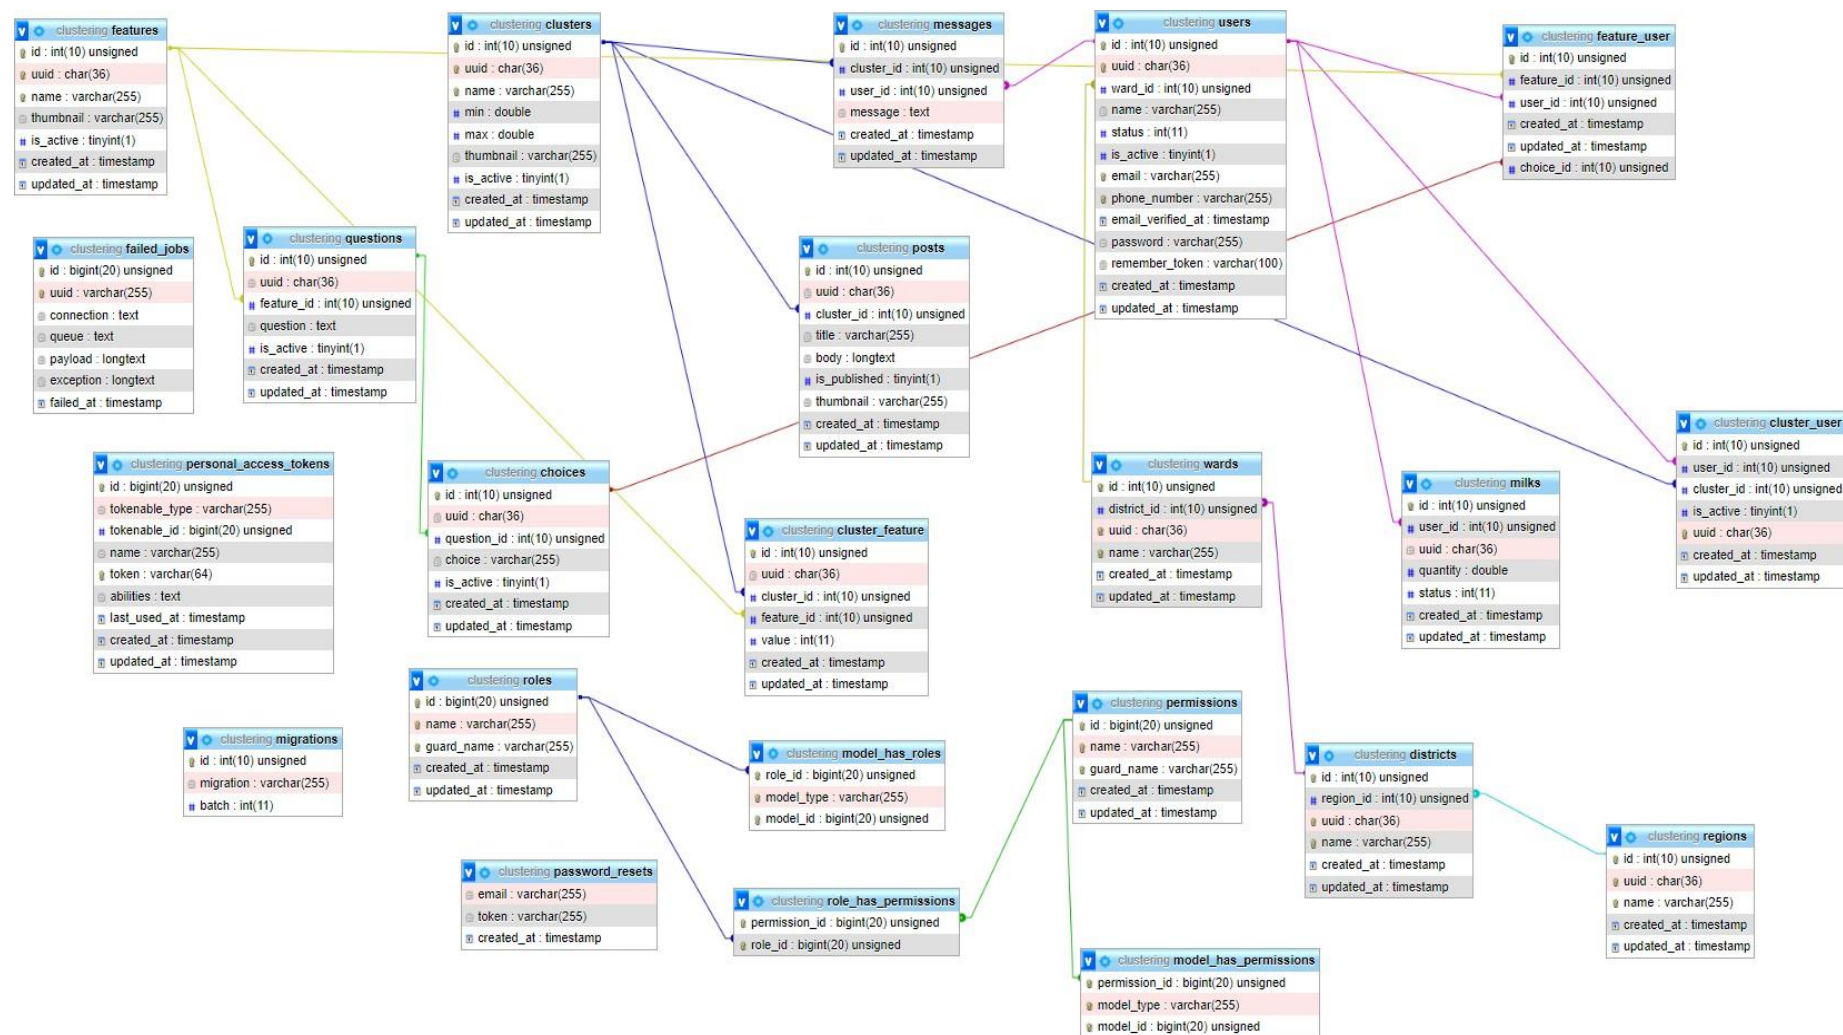 clustering features
id : int(10) unsigned
uuid : char(36)
name : varchar(255)
thumbnail : varchar(255)
is_active : tinyint(1)
created_at : timestamp
updated_at : timestamp
clustering clusters
id : int(10) unsigned
uuid : char(36)
name : varchar(255)
min : double
max : double
thumbnail : varchar(255)
is_active : tinyint(1)
created_at : timestamp
updated_at : timestamp
clustering messages
id : int(10) unsigned
cluster_id : int(10) unsigned
user_id : int(10) unsigned
message : text
created_at : timestamp
updated_at : timestamp
clustering users
id : int(10) unsigned
uuid : char(36)
ward_id : int(10) unsigned
name : varchar(255)
status : int(11)
is_active : tinyint(1)
email : varchar(255)
phone_number : varchar(255)
email_verified_at : timestamp
password : varchar(255)
remember_token : varchar(100)
created_at : timestamp
updated_at : timestamp
clustering feature_user
id : int(10) unsigned
feature_id : int(10) unsigned
user_id : int(10) unsigned
created_at : timestamp
updated_at : timestamp
choice_id : int(10) unsigned
clustering failed_jobs
id : bigint(20) unsigned
uuid : varchar(255)
connection : text
queue : text
payload : longtext
exception : longtext
failed_at : timestamp
clustering questions
id : int(10) unsigned
uuid : char(36)
feature_id : int(10) unsigned
question : text
is_active : tinyint(1)
created_at : timestamp
updated_at : timestamp
clustering posts
id : int(10) unsigned
uuid : char(36)
cluster_id : int(10) unsigned
title : varchar(255)
body : longtext
is_published : tinyint(1)
thumbnail : varchar(255)
created_at : timestamp
updated_at : timestamp
clustering personal_access_tokens
id : bigint(20) unsigned
tokenable_type : varchar(255)
tokenable_id : bigint(20) unsigned
name : varchar(255)
token : varchar(64)
abilities : text
last_used_at : timestamp
created_at : timestamp
updated_at : timestamp
clustering choices
id : int(10) unsigned
uuid : char(36)
question_id : int(10) unsigned
choice : varchar(255)
is_active : tinyint(1)
created_at : timestamp
updated_at : timestamp
clustering cluster_feature
id : int(10) unsigned
uuid : char(36)
cluster_id : int(10) unsigned
feature_id : int(10) unsigned
value : int(11)
created_at : timestamp
updated_at : timestamp
clustering wards
id : int(10) unsigned
district_id : int(10) unsigned
uuid : char(36)
name : varchar(255)
created_at : timestamp
updated_at : timestamp
clustering milks
id : int(10) unsigned
user_id : int(10) unsigned
uuid : char(36)
quantity : double
status : int(11)
created_at : timestamp
updated_at : timestamp
clustering cluster_user
id : int(10) unsigned
user_id : int(10) unsigned
cluster_id : int(10) unsigned
is_active : tinyint(1)
uuid : char(36)
created_at : timestamp
updated_at : timestamp
clustering migrations
id : int(10) unsigned
migration : varchar(255)
batch : int(11)
clustering roles
id : bigint(20) unsigned
name : varchar(255)
guard_name : varchar(255)
created_at : timestamp
updated_at : timestamp
clustering model_has_roles
role_id : bigint(20) unsigned
model_type : varchar(255)
model_id : bigint(20) unsigned
clustering permissions
id : bigint(20) unsigned
name : varchar(255)
guard_name : varchar(255)
created_at : timestamp
updated_at : timestamp
clustering districts
id : int(10) unsigned
region_id : int(10) unsigned
uuid : char(36)
name : varchar(255)
created_at : timestamp
updated_at : timestamp
clustering regions
id : int(10) unsigned
uuid : char(36)
name : varchar(255)
created_at : timestamp
updated_at : timestamp
clustering password_resets
email : varchar(255)
token : varchar(255)
created_at : timestamp
clustering role_has_permissions
permission_id : bigint(20) unsigned
role_id : bigint(20) unsigned
clustering model_has_permissions
permission_id : bigint(20) unsigned
model_type : varchar(255)
model_id : bigint(20) unsigned